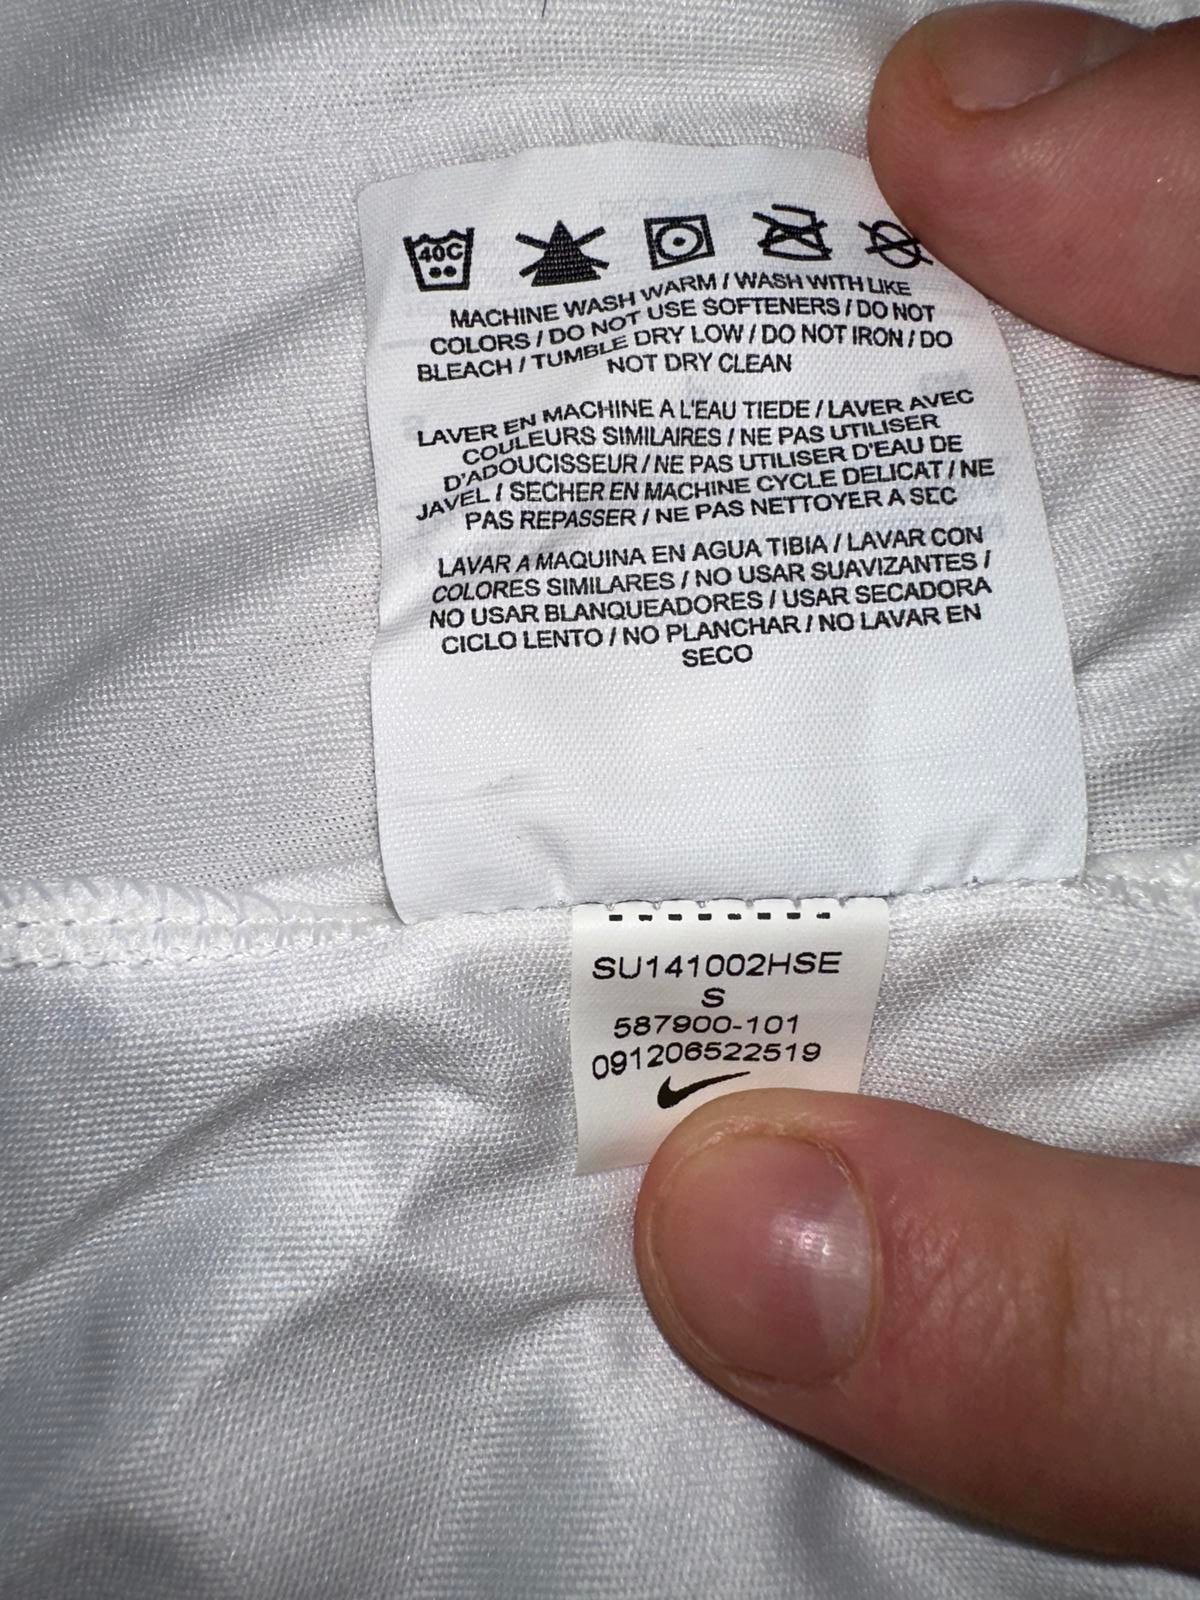 40C
MACHINE WASH WARM / WASH WITH LIKE
COLORS / DO NOT USE SOFTENERS / DO NOT
BLEACH / TUMBLE DRY LOW / DO NOT IRON / DO
NOT DRY CLEAN
LAVER EN MACHINE A L'EAU TIEDE / LAVER AVEC
COULEURS SIMILAIRES / NE PAS UTILISER
D'ADOUCISSEUR / NE PAS UTILISER D'EAU DE
JAVEL / SECHER EN MACHINE CYCLE DELICAT / NE
PAS REPASSER / NE PAS NETTOYER A SEC
LAVAR A MAQUINA EN AGUA TIBIA / LAVAR CON
COLORES SIMILARES / NO USAR SUAVIZANTES /
NO USAR BLANQUEADORES / USAR SECADORA
CICLO LENTO / NO PLANCHAR / NO LAVAR EN
SECO
SU141002HSE
S
587900-101
091206522519